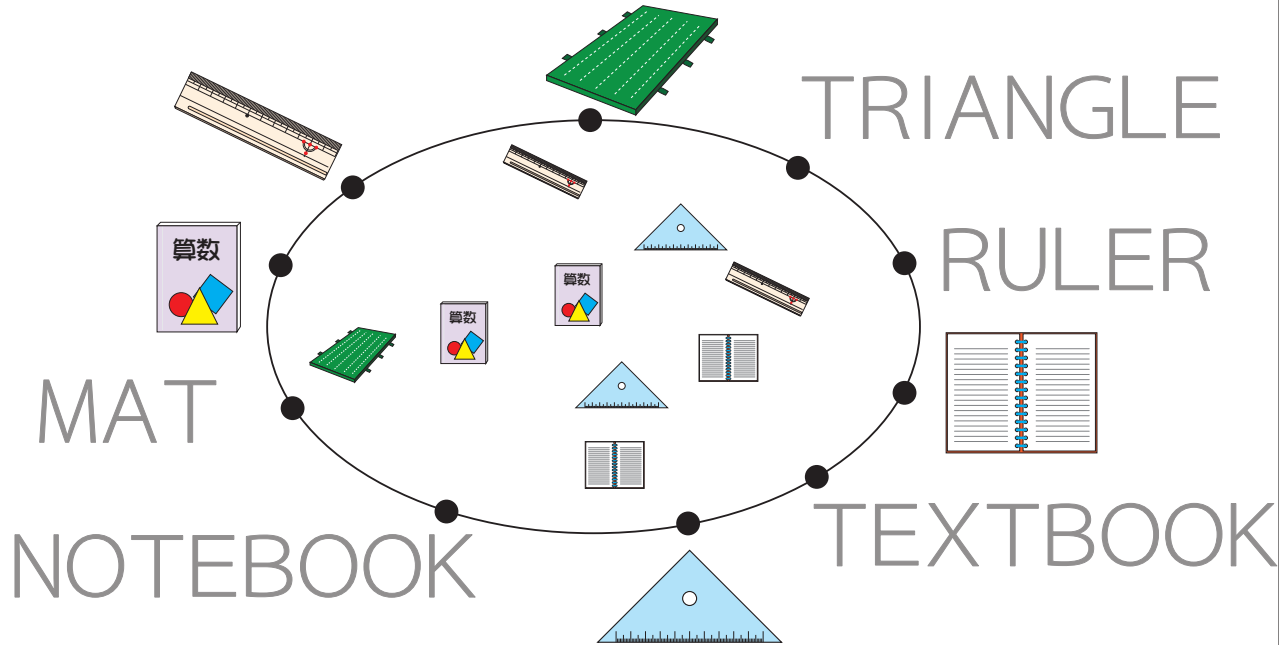 TRIANGLE
RULER
算数
算数
算数
MAT
TEXTBOOK
NOTEBOOK